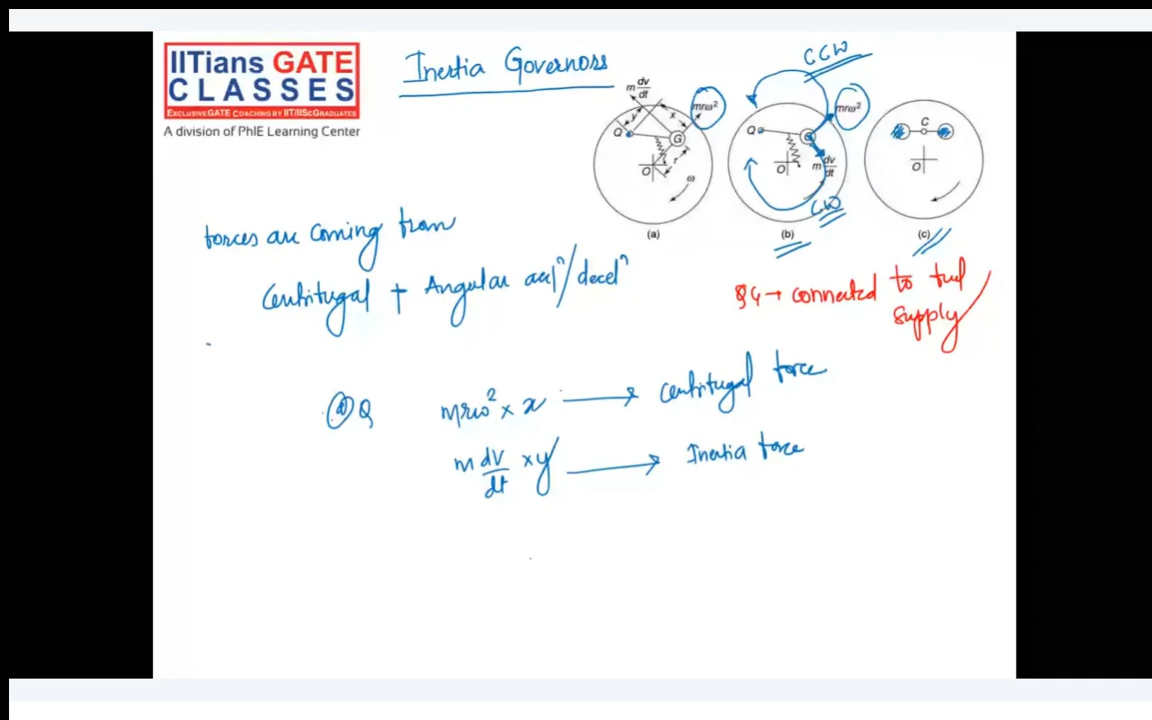 IITians GATE
CLASSES
EXCLUSIVE GATE COACHING BY IIT/IISC GRADUATES
A division of PhIE Learning Center
Inertia Governors
CCW
m dv/dt
y
x
mrω²
Q
G
r
O
ω
(a)
Q
G
mrω²
O
m dv/dt
CW
(b)
C
O
(c)
forces are coming from
Centrifugal + Angular accⁿ/decelⁿ
QG → connected to fuel
supply
@ Q
mrω² × x → Centrifugal force
m dv/dt × y → Inertia force